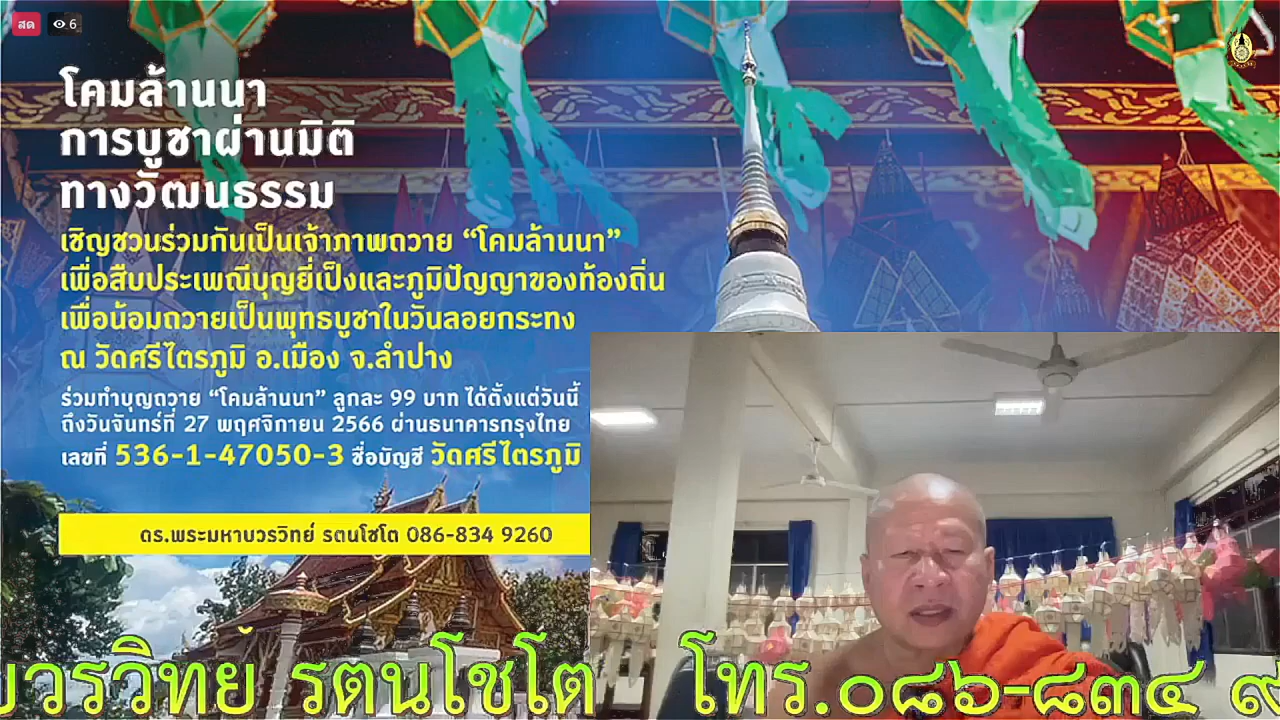 สด 6
โคมล้านนา
การบูชาผ่านมิติ
ทางวัฒนธรรม
เชิญชวนร่วมกันเป็นเจ้าภาพถวาย “โคมล้านนา”
เพื่อสืบประเพณีบุญยี่เป็งและภูมิปัญญาของท้องถิ่น
เพื่อน้อมถวายเป็นพุทธบูชาในวันลอยกระทง
ณ วัดศรีไตรภูมิ อ.เมือง จ.ลำปาง
ร่วมทำบุญถวาย “โคมล้านนา” ลูกละ 99 บาท ได้ตั้งแต่วันนี้
ถึงวันจันทร์ที่ 27 พฤศจิกายน 2566 ผ่านธนาคารกรุงไทย
เลขที่ 536-1-47050-3 ชื่อบัญชี วัดศรีไตรภูมิ
ดร.พระมหาบวรวิทย์ รตนโชโต 086-834 9260
บวรวิทย์ รตนโชโต โทร.๐๘๖-๘๓๔ ๙